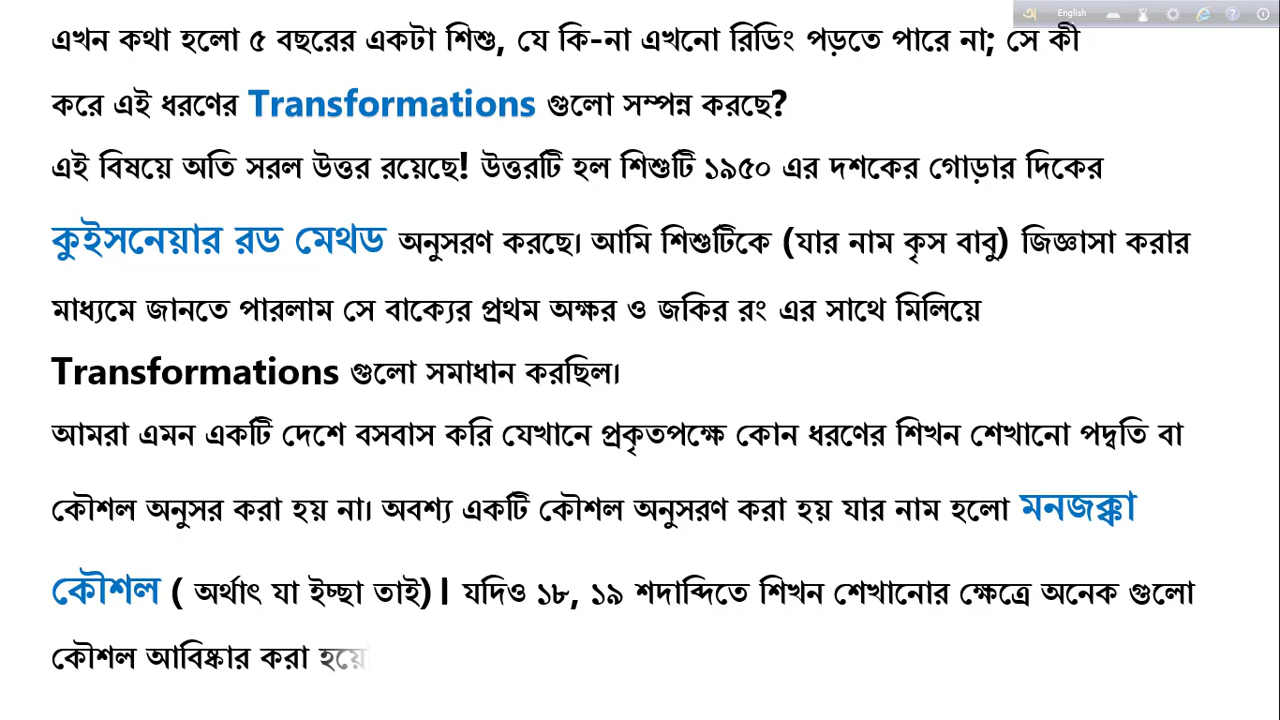 English
এখন কথা হলো ৫ বছরের একটা শিশু, যে কি-না এখনো রিডিং পড়তে পারে না; সে কী
করে এই ধরণের Transformations গুলো সম্পন্ন করছে?
এই বিষয়ে অতি সরল উত্তর রয়েছে! উত্তরটি হল শিশুটি ১৯৫০ এর দশকের গোড়ার দিকের
কুইসনেয়ার রড মেথড অনুসরণ করছে। আমি শিশুটিকে (যার নাম কৃস বাবু) জিজ্ঞাসা করার
মাধ্যমে জানতে পারলাম সে বাক্যের প্রথম অক্ষর ও জকির রং এর সাথে মিলিয়ে
Transformations গুলো সমাধান করছিল।
আমরা এমন একটি দেশে বসবাস করি যেখানে প্রকৃতপক্ষে কোন ধরণের শিখন শেখানো পদ্বতি বা
কৌশল অনুসর করা হয় না। অবশ্য একটি কৌশল অনুসরণ করা হয় যার নাম হলো মনজক্কা
কৌশল ( অর্থাৎ যা ইচ্ছা তাই)। যদিও ১৮, ১৯ শদাব্দিতে শিখন শেখানোর ক্ষেত্রে অনেক গুলো
কৌশল আবিষ্কার করা হয়ে